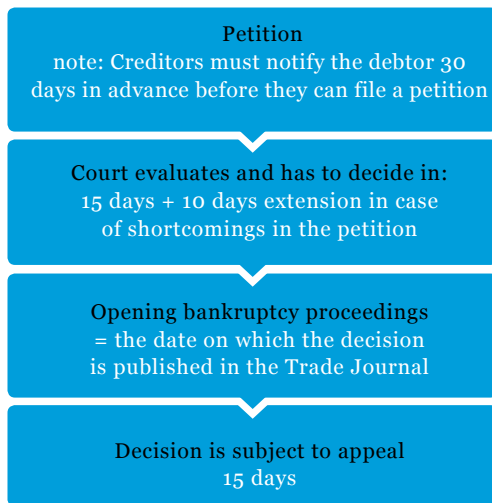 Petition
note: Creditors must notify the debtor 30
days in advance before they can file a petition
Court evaluates and has to decide in:
15 days + 10 days extension in case
of shortcomings in the petition
Opening bankruptcy proceedings
= the date on which the decision
is published in the Trade Journal
Decision is subject to appeal
15 days